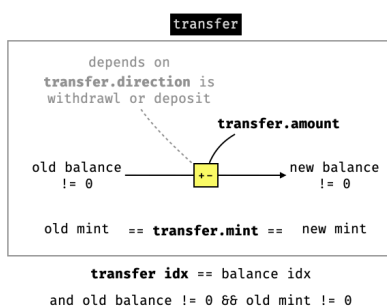 transfer
depends on
transfer.direction is
withdrawl or deposit
transfer.amount
old balance
!= 0
+-
new balance
!= 0
old mint == transfer.mint == new mint
transfer idx == balance idx
and old balance != 0 && old mint != 0